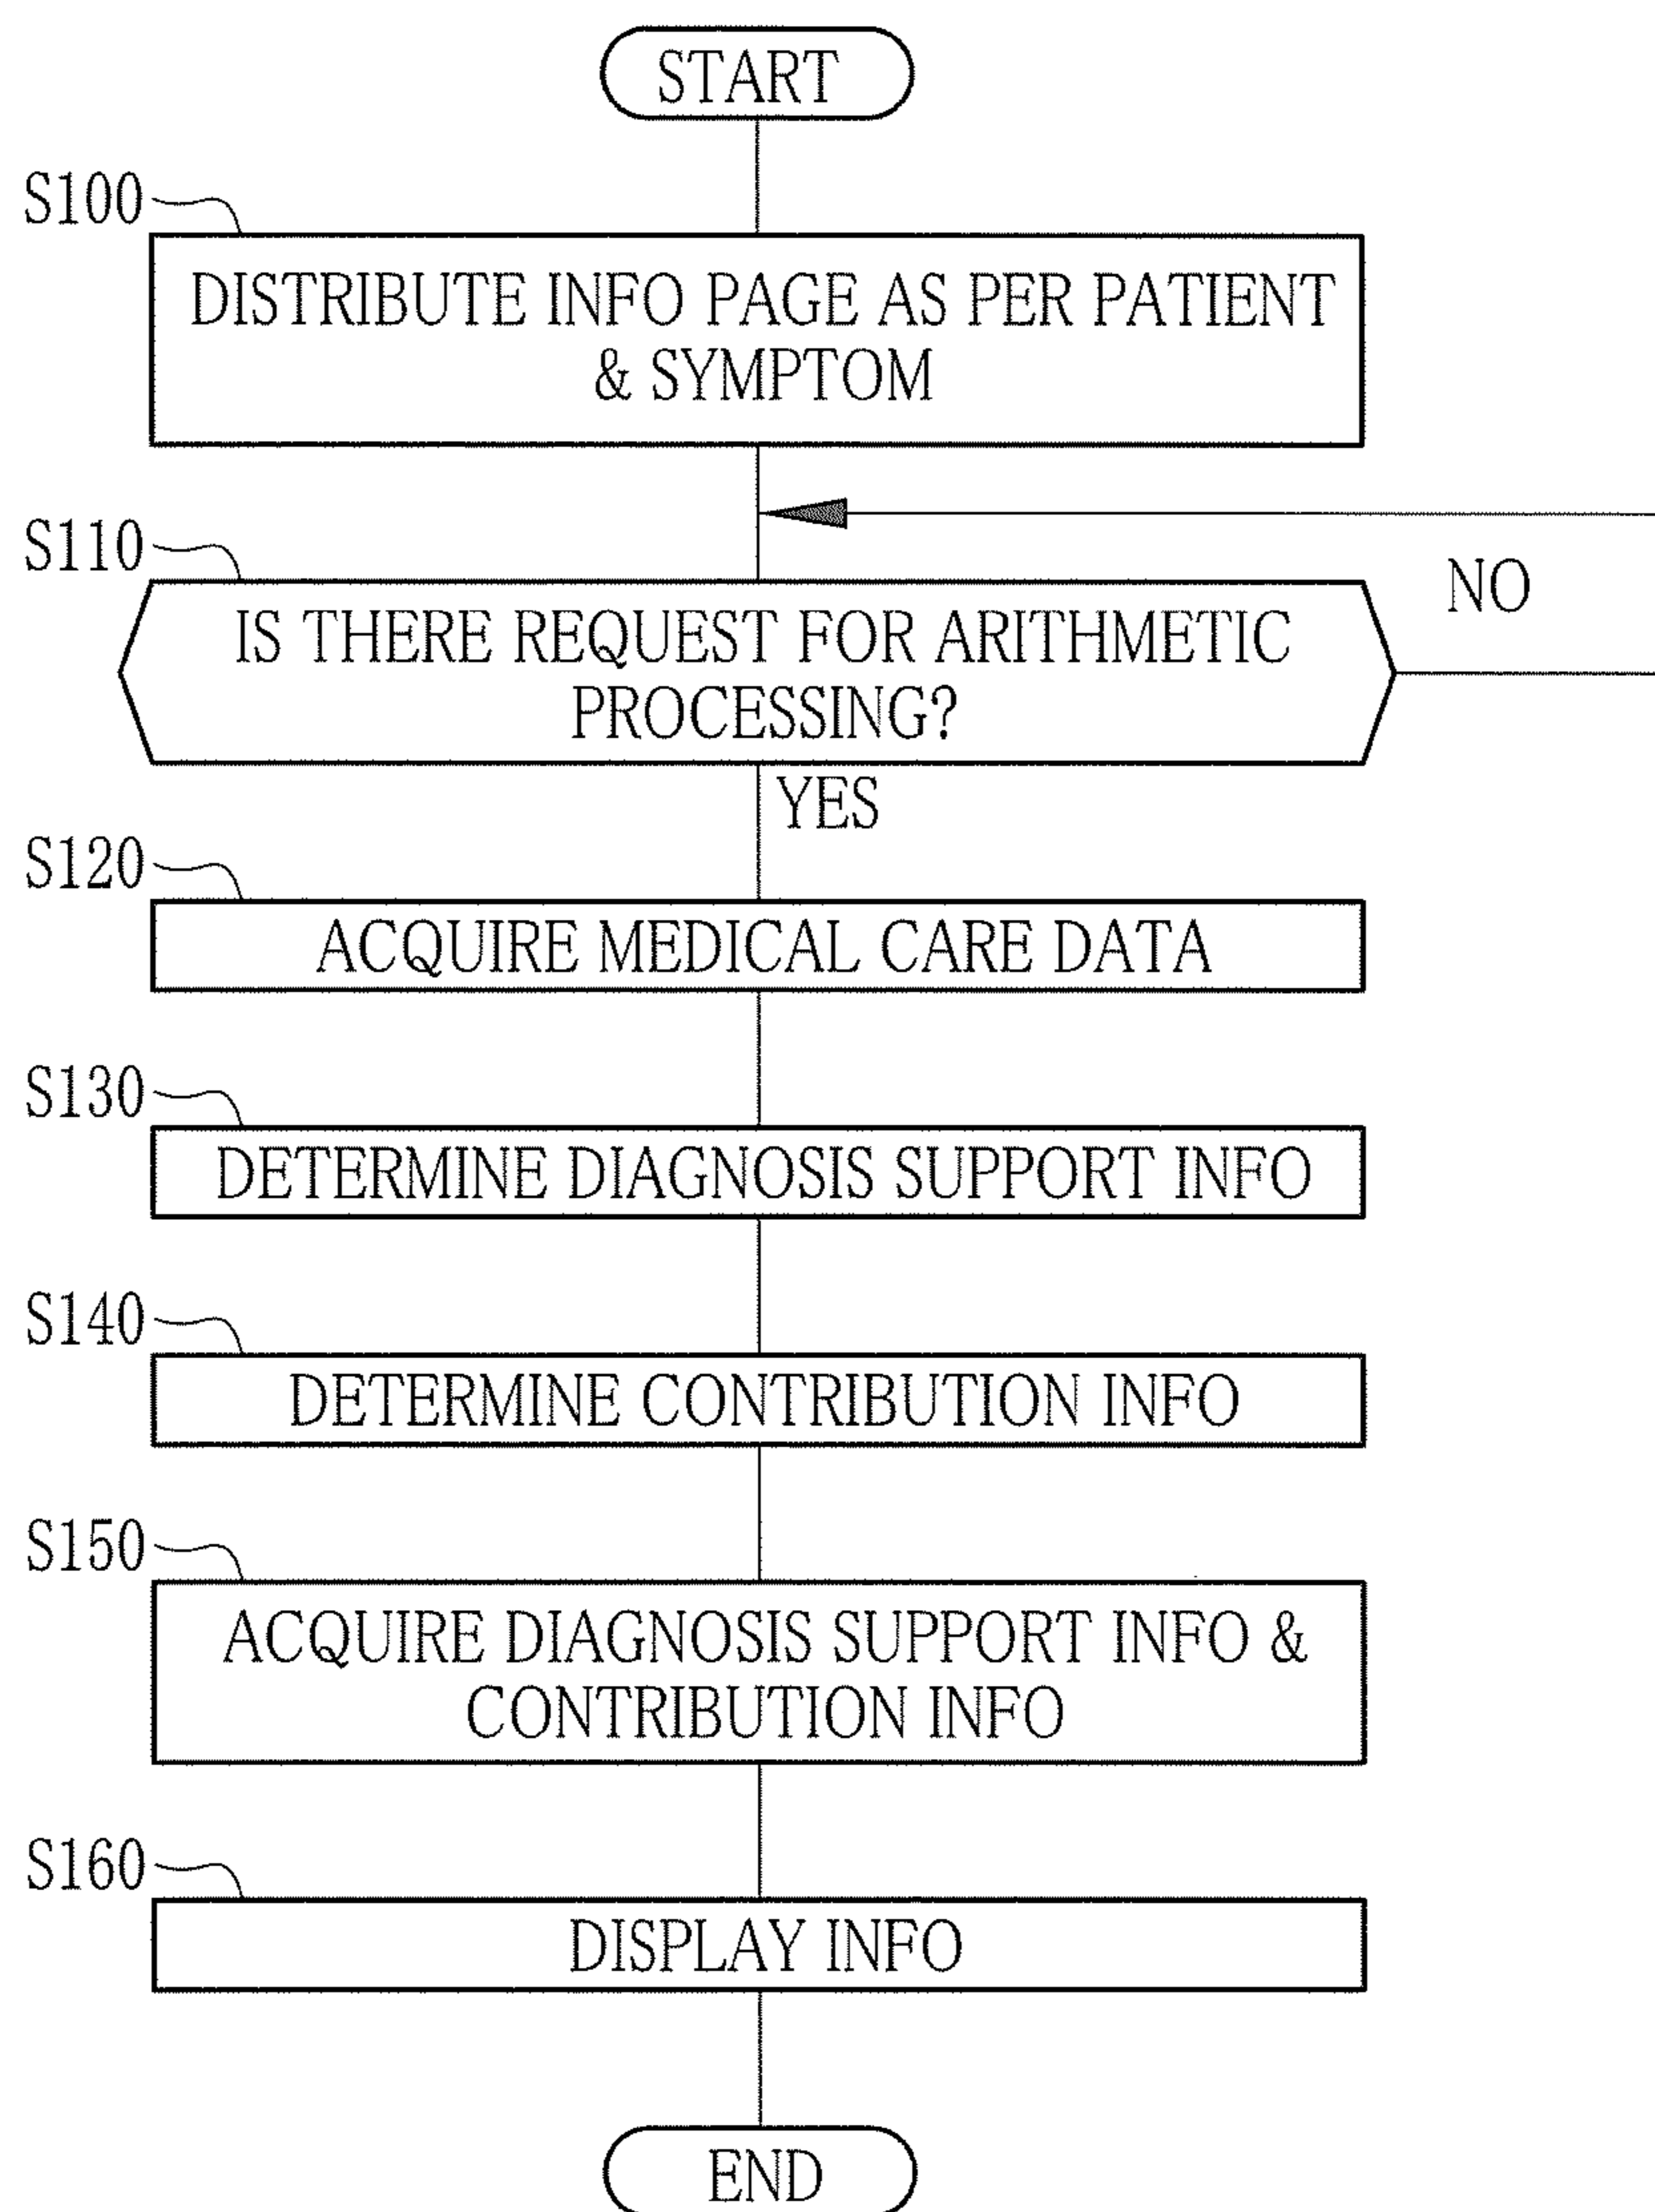 START
S100
DISTRIBUTE INFO PAGE AS PER PATIENT
& SYMPTOM
S110
NO
IS THERE REQUEST FOR ARITHMETIC
PROCESSING?
YES
S120
ACQUIRE MEDICAL CARE DATA
S130
DETERMINE DIAGNOSIS SUPPORT INFO
S140
DETERMINE CONTRIBUTION INFO
S150
ACQUIRE DIAGNOSIS SUPPORT INFO &
CONTRIBUTION INFO
S160
DISPLAY INFO
END